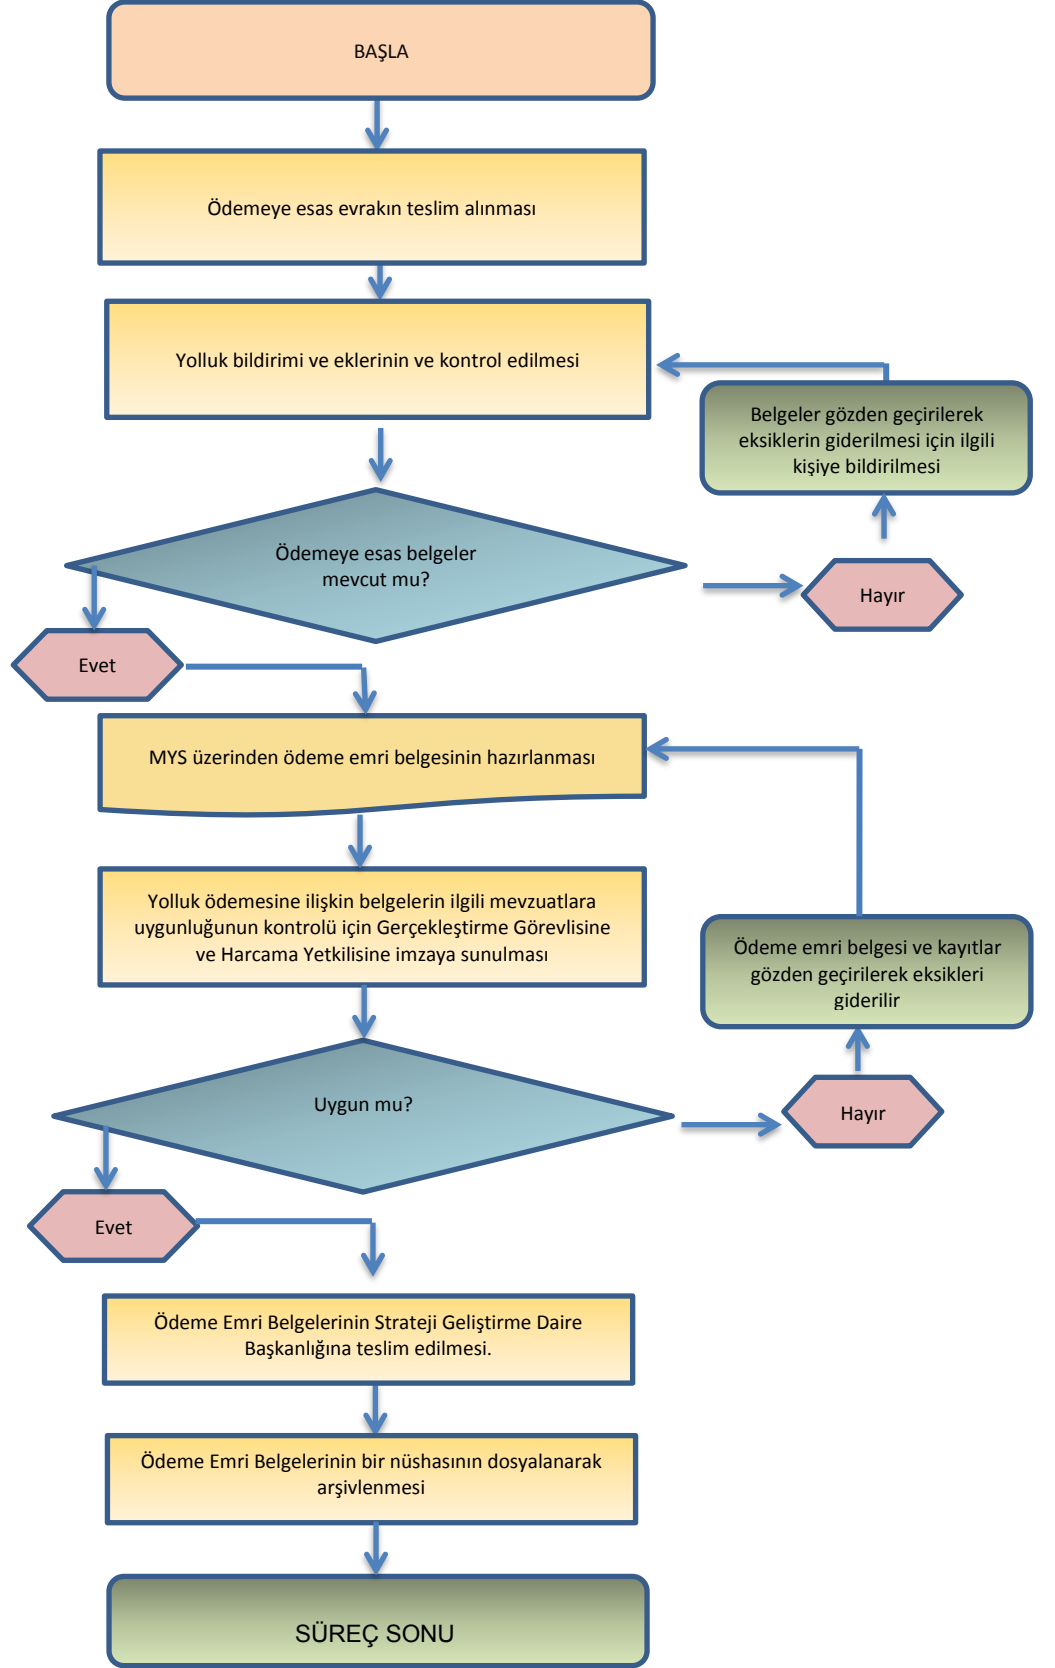 BAŞLA
Ödemeye esas evrakın teslim alınması
Yolluk bildirimi ve eklerinin ve kontrol edilmesi
Belgeler gözden geçirilerek
eksiklerin giderilmesi için ilgili
kişiye bildirilmesi
Ödemeye esas belgeler
mevcut mu?
Hayır
Evet
MYS üzerinden ödeme emri belgesinin hazırlanması
Yolluk ödemesine ilişkin belgelerin ilgili mevzuatlara
uygunluğunun kontrolü için Gerçekleştirme Görevlisine
ve Harcama Yetkilisine imzaya sunulması
Ödeme emri belgesi ve kayıtlar
gözden geçirilerek eksikleri
giderilir
Uygun mu?
Hayır
Evet
Ödeme Emri Belgelerinin Strateji Geliştirme Daire
Başkanlığına teslim edilmesi.
Ödeme Emri Belgelerinin bir nüshasının dosyalanarak
arşivlenmesi
SÜREÇ SONU